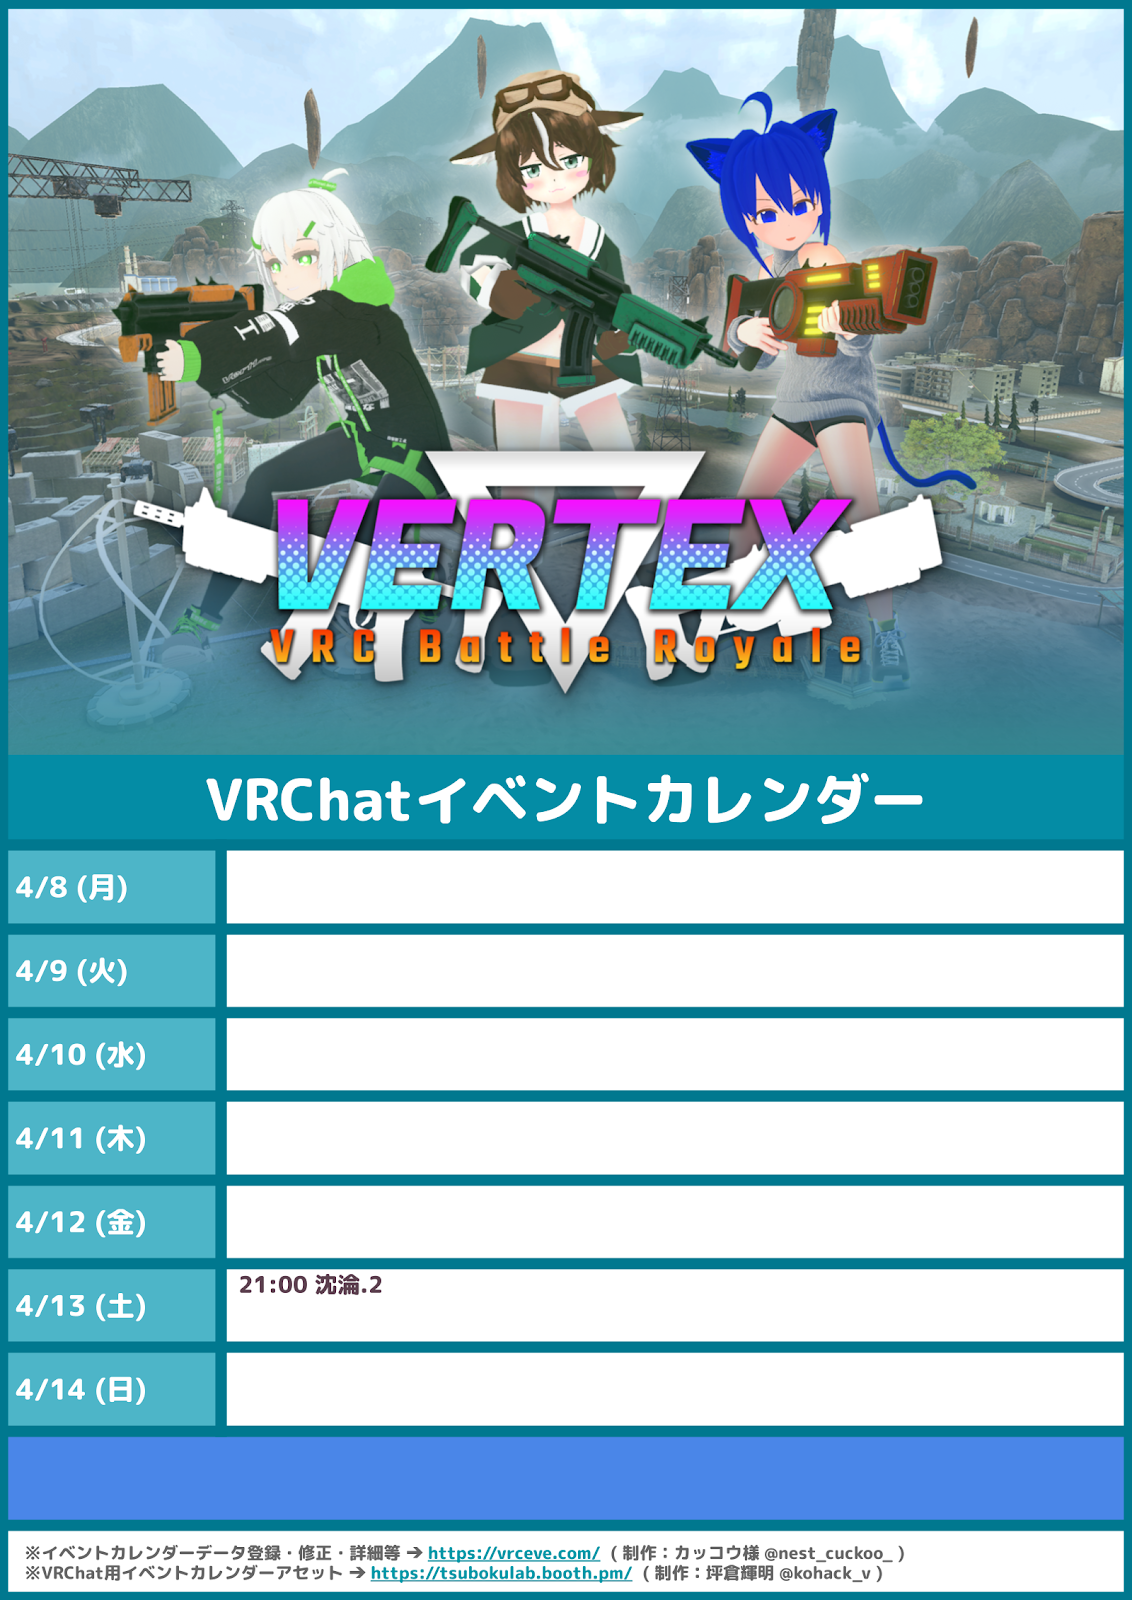 VERTEX
VRC Battle Royale
VRChatイベントカレンダー
4/8 (月)
4/9 (火)
4/10 (水)
4/11 (木)
4/12 (金)
4/13 (土)
21:00 沈淪.2
4/14 (日)
※イベントカレンダーデータ登録・修正・詳細等 ➔ https://vrceve.com/ ( 制作：カッコウ様 @nest_cuckoo_ )
※VRChat用イベントカレンダーアセット ➔ https://tsubokulab.booth.pm/ ( 制作：坪倉輝明 @kohack_v )